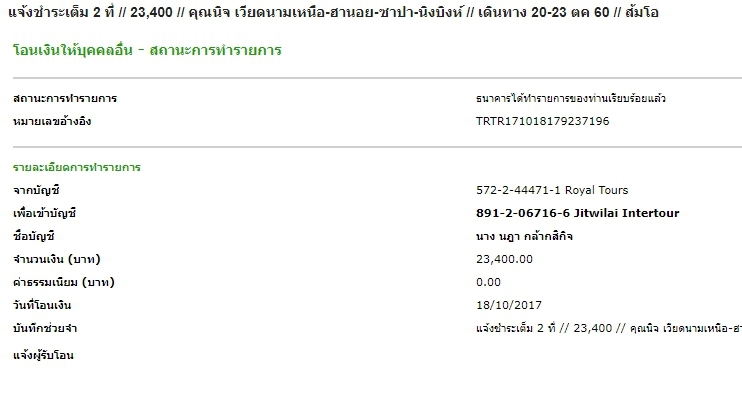 แจ้งชำระเต็ม 2 ที่ // 23,400 // คุณนิจ เวียดนามเหนือ-ฮานอย-ซาปา-นิงบิงห์ // เดินทาง 20-23 ตค 60 // ส้มโอ
โอนเงินให้บุคคลอื่น - สถานะการทำรายการ
สถานะการทำรายการ ธนาคารได้ทำรายการของท่านเรียบร้อยแล้ว
หมายเลขอ้างอิง TRTR171018179237196
รายละเอียดการทำรายการ
จากบัญชี 572-2-44471-1 Royal Tours
เพื่อเข้าบัญชี 891-2-06716-6 Jitwilai Intertour
ชื่อบัญชี นาง นฎา กล้ากสิกิจ
จำนวนเงิน (บาท) 23,400.00
ค่าธรรมเนียม (บาท) 0.00
วันที่โอนเงิน 18/10/2017
บันทึกช่วยจำ แจ้งชำระเต็ม 2 ที่ // 23,400 // คุณนิจ เวียดนามเหนือ-ฮา
แจ้งผู้รับโอน